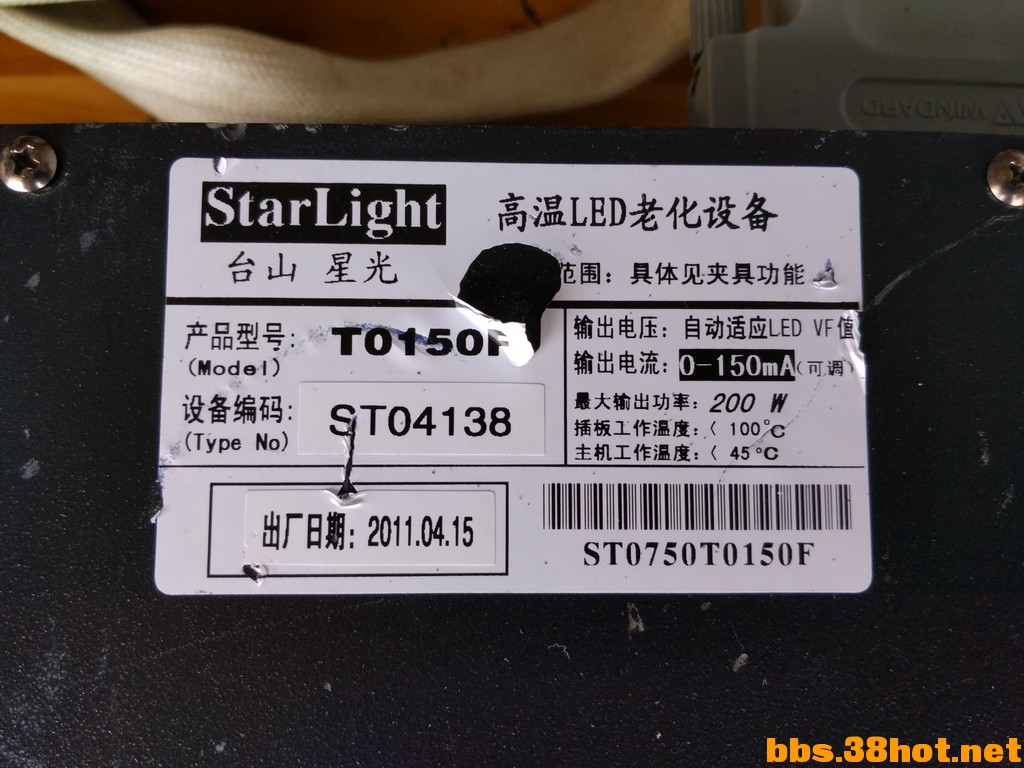 WINDARD
StarLight
高温LED老化设备
台山 星光
范围：具体见夹具功能
产品型号：
T0150F
(Model)
设备编码：
ST04138
(Type No)
输出电压：自动适应LED VF值
输出电流：0-150mA(可调)
最大输出功率：200 W
插板工作温度：< 100℃
主机工作温度：< 45℃
出厂日期：2011.04.15
ST0750T0150F
bbs.38hot.net